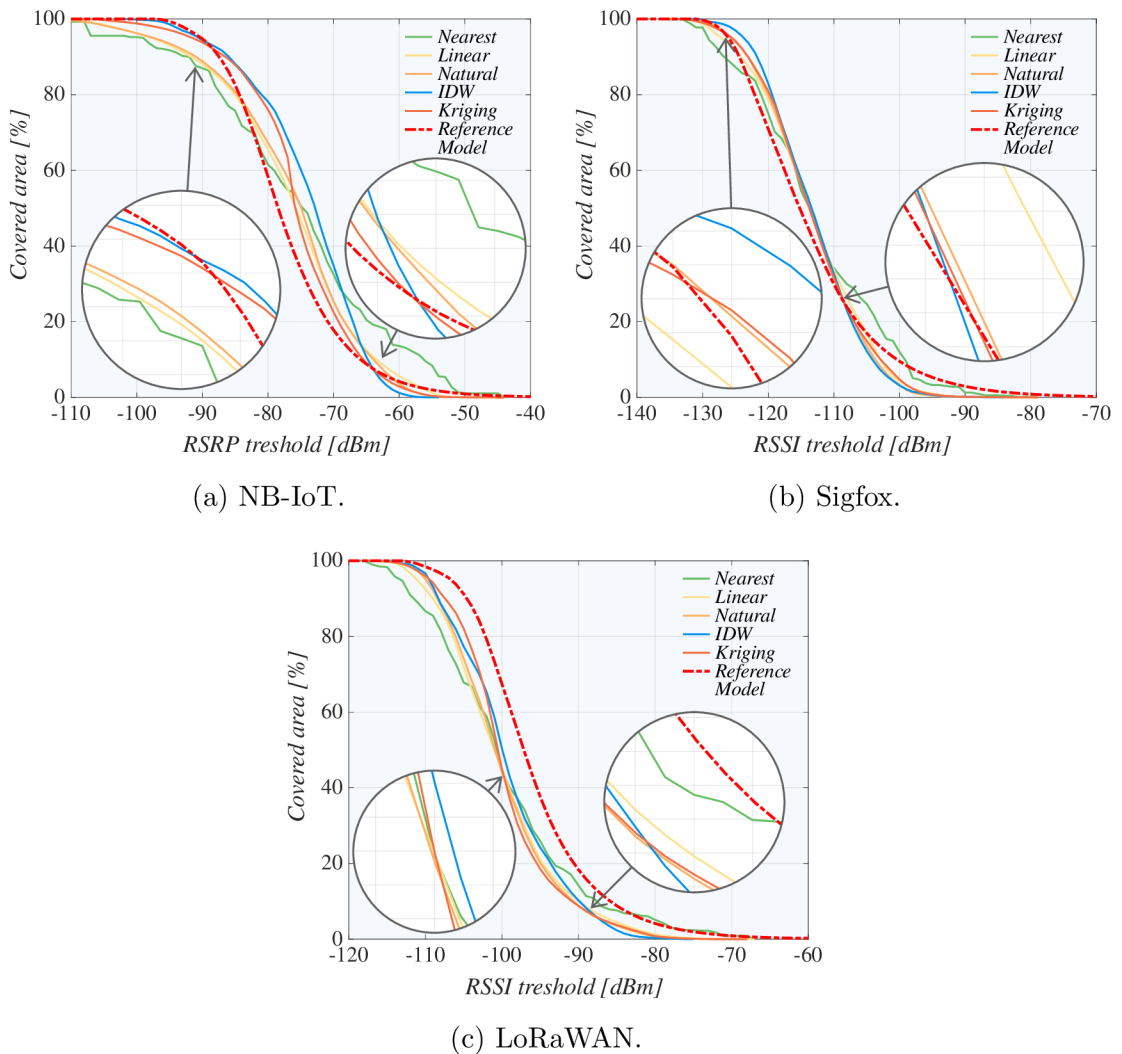 100
80
60
40
20
0
Covered area [%]
-110 -100 -90 -80 -70 -60 -50 -40
RSRP treshold [dBm]
Nearest
Linear
Natural
IDW
Kriging
Reference
Model
(a) NB-IoT.
100
80
60
40
20
0
Covered area [%]
-140 -130 -120 -110 -100 -90 -80 -70
RSSI treshold [dBm]
Nearest
Linear
Natural
IDW
Kriging
Reference
Model
(b) Sigfox.
100
80
60
40
20
0
Covered area [%]
-120 -110 -100 -90 -80 -70 -60
RSSI treshold [dBm]
Nearest
Linear
Natural
IDW
Kriging
Reference
Model
(c) LoRaWAN.